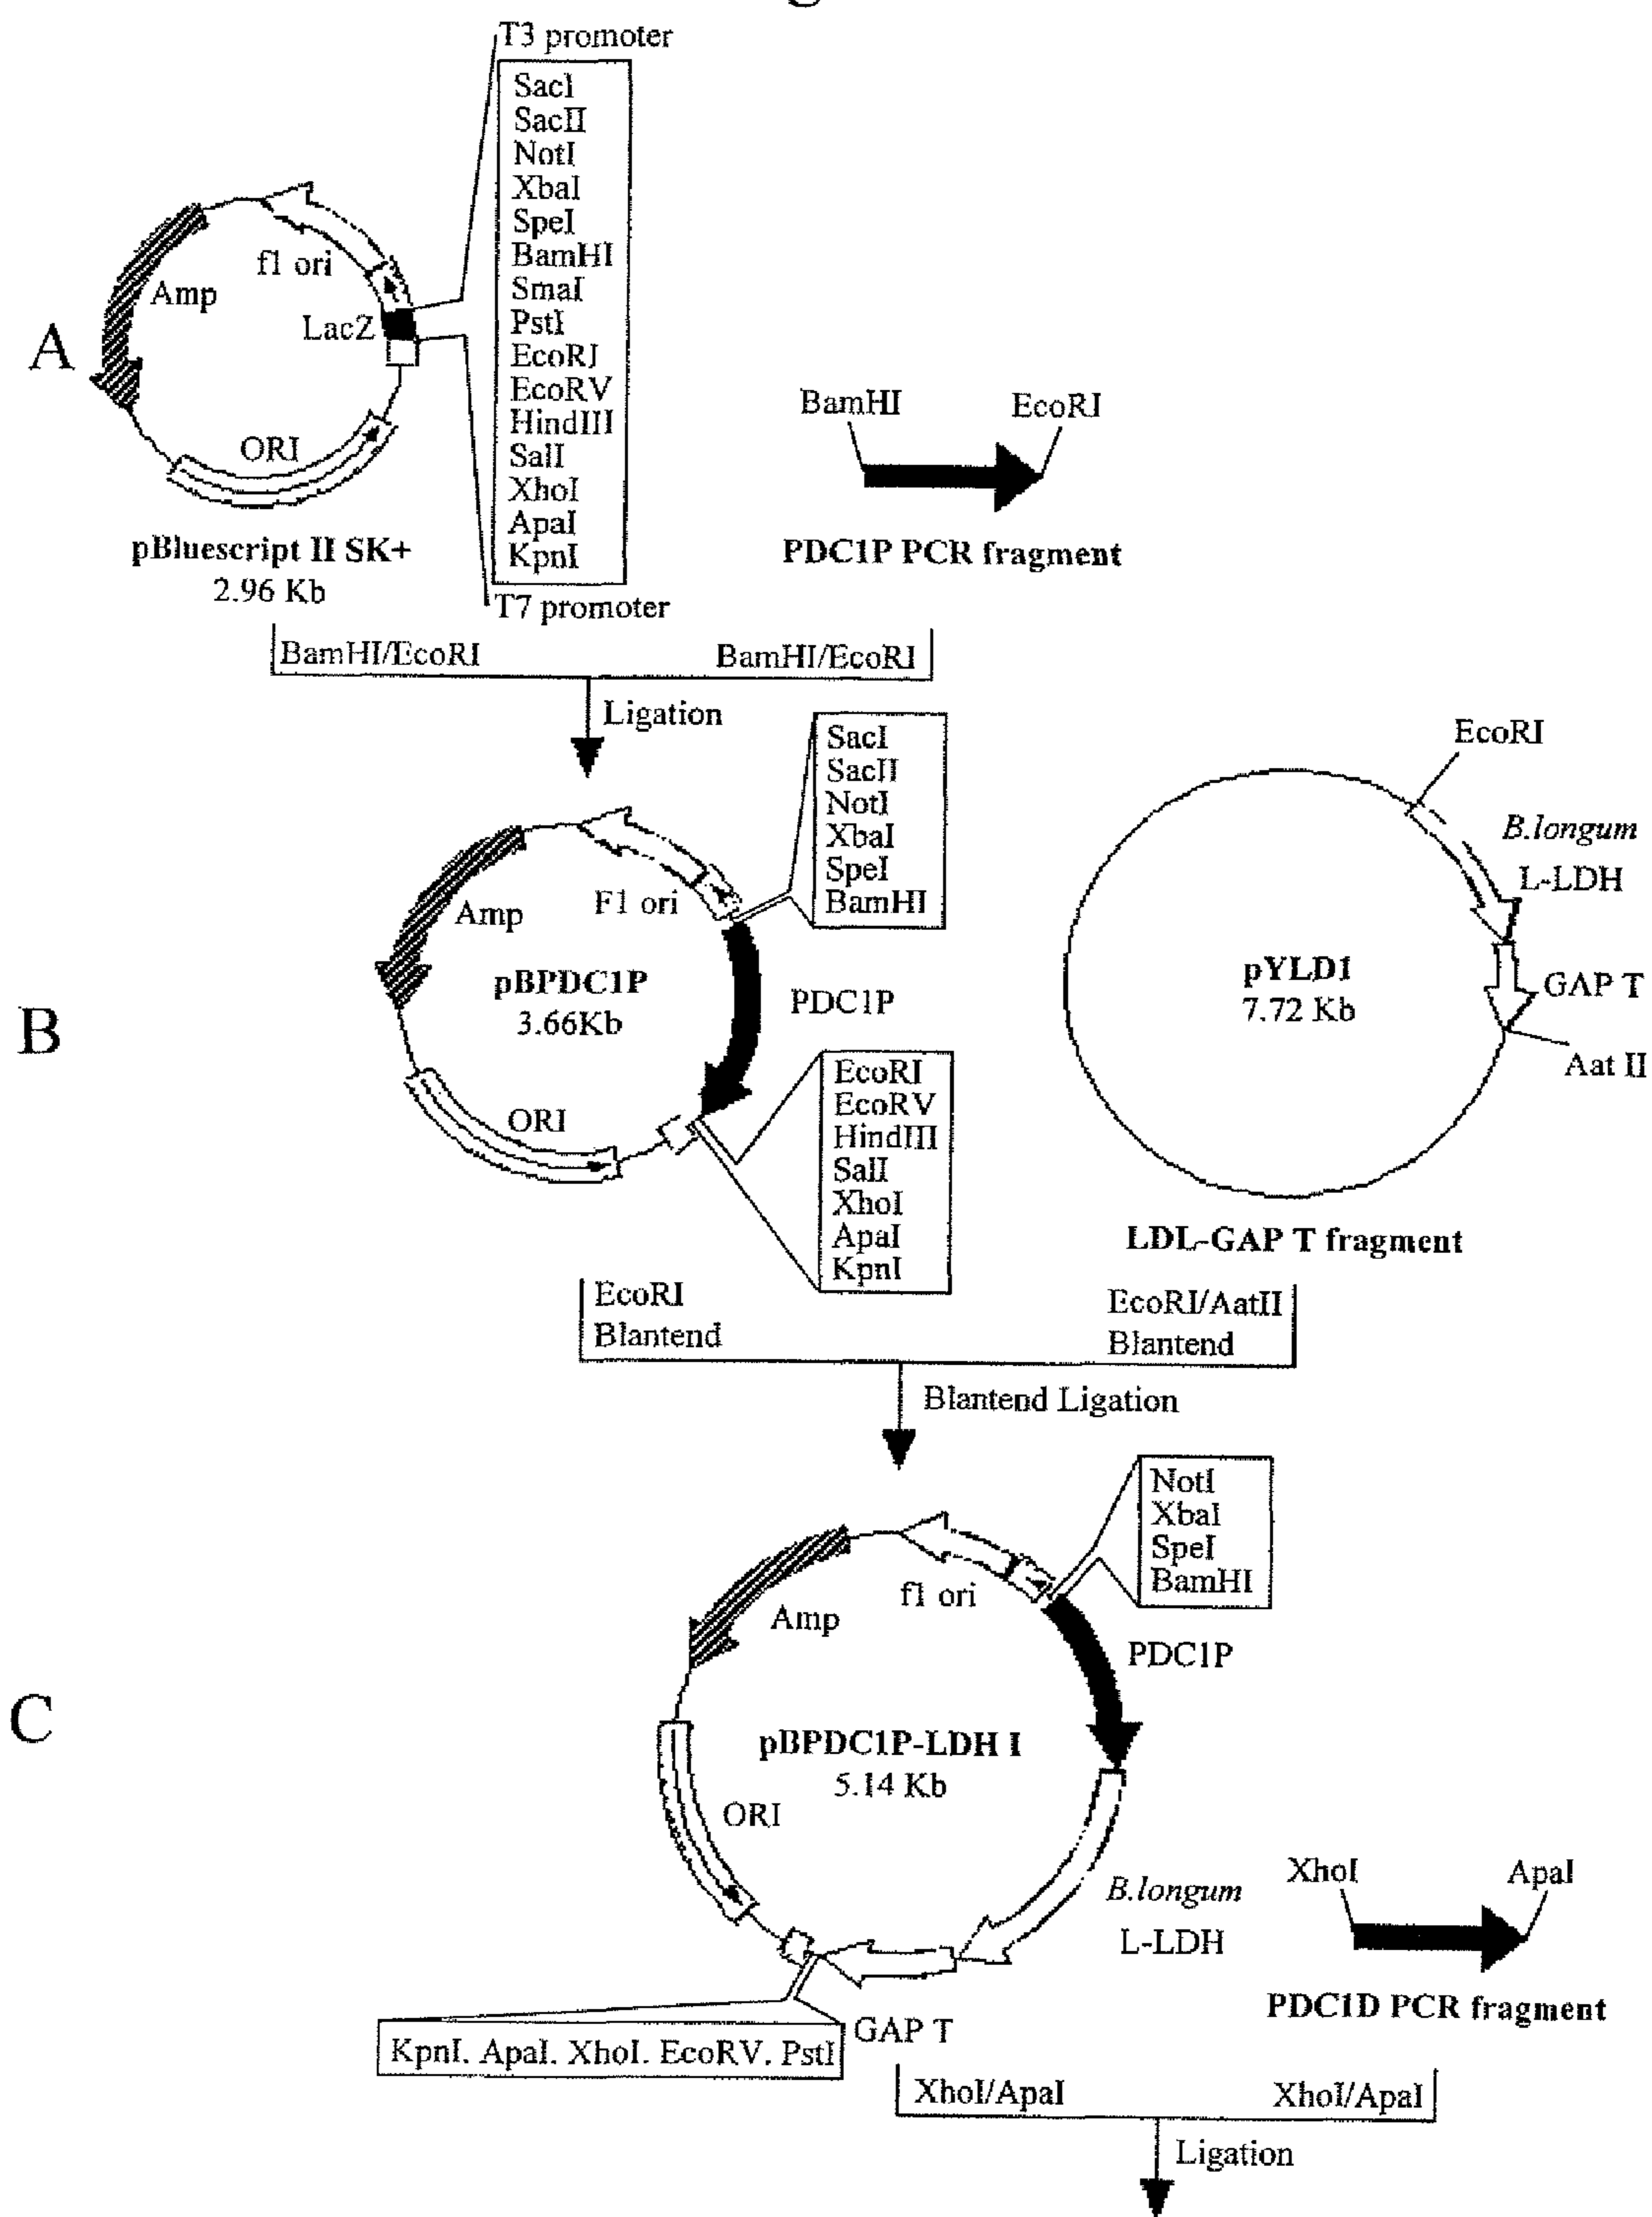 T3 promoter
SacI
SacII
NotI
XbaI
SpeI
BamHI
SmaI
PstI
EcoRJ
EcoRV
HindIII
SalI
XhoI
ApaI
KpnI
T7 promoter
f1 ori
Amp
LacZ
A
ORI
pBluescript II SK+
2.96 Kb
BamHI
EcoRI
PDC1P PCR fragment
BamHI/EcoRI
BamHI/EcoRI
Ligation
SacI
SacII
NotI
XbaI
SpeI
BamHI
F1 ori
Amp
pBPDC1P
3.66Kb
PDC1P
B
ORI
EcoRI
EcoRV
HindIII
SalI
XhoI
ApaI
KpnI
EcoRI
B.longum
L-LDH
pYLD1
7.72 Kb
GAP T
Aat II
LDL-GAP T fragment
EcoRI
Blantend
EcoRI/AatII
Blantend
Blantend Ligation
NotI
XbaI
SpeI
BamHI
f1 ori
Amp
PDC1P
C
pBPDC1P-LDH I
5.14 Kb
ORI
B.longum
L-LDH
GAP T
KpnI. ApaI. XhoI. EcoRV. PstI
XhoI
ApaI
PDC1D PCR fragment
XhoI/ApaI
XhoI/ApaI
Ligation